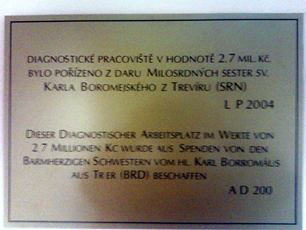 DIAGNOSTICKÉ PRACOVIŠTĚ V HODNOTĚ 2.7 MIL. KČ.
BYLO POŘÍZENO Z DARU MILOSRDNÝCH SESTER SV.
KARLA BOROMEJSKÉHO Z TREVÍRU (SRN)
L P 2004
DIESER DIAGNOSTISCHER ARBEITSPLATZ IM WERTE VON
2 7 MILLIONEN KC WURDE AUS SPENDEN VON DEN
BARMHERZIGEN SCHWESTERN VOM HL. KARL BORROMÄUS
AUS TRIER (BRD) BESCHAFFEN
A D 200